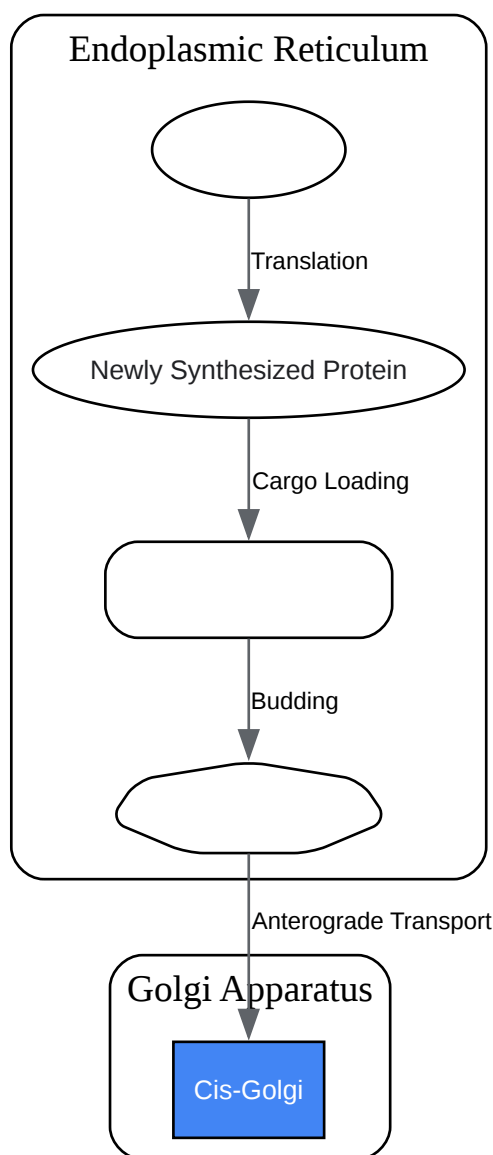 Endoplasmic Reticulum
Translation
Newly Synthesized Protein
Cargo Loading
Budding
Anterograde Transport
Golgi Apparatus
Cis-Golgi